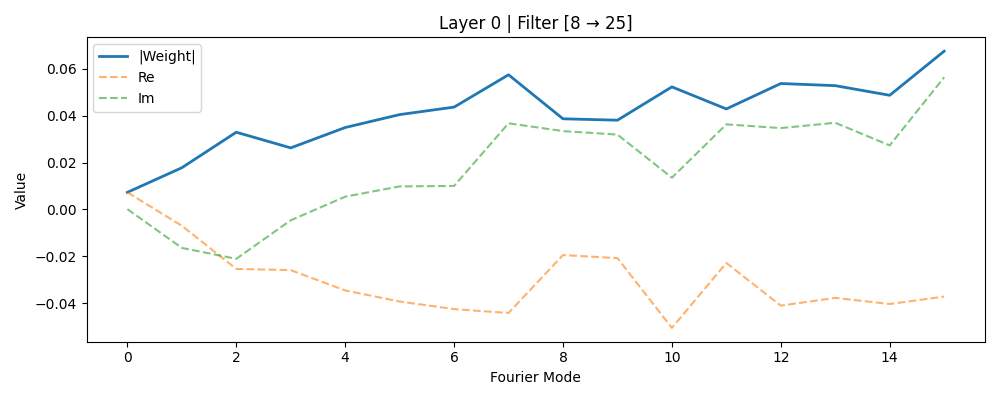 Layer 0 | Filter [8 → 25]
|Weight|
Re
Im
Value
0.06
0.04
0.02
0.00
−0.02
−0.04
0 2 4 6 8 10 12 14
Fourier Mode